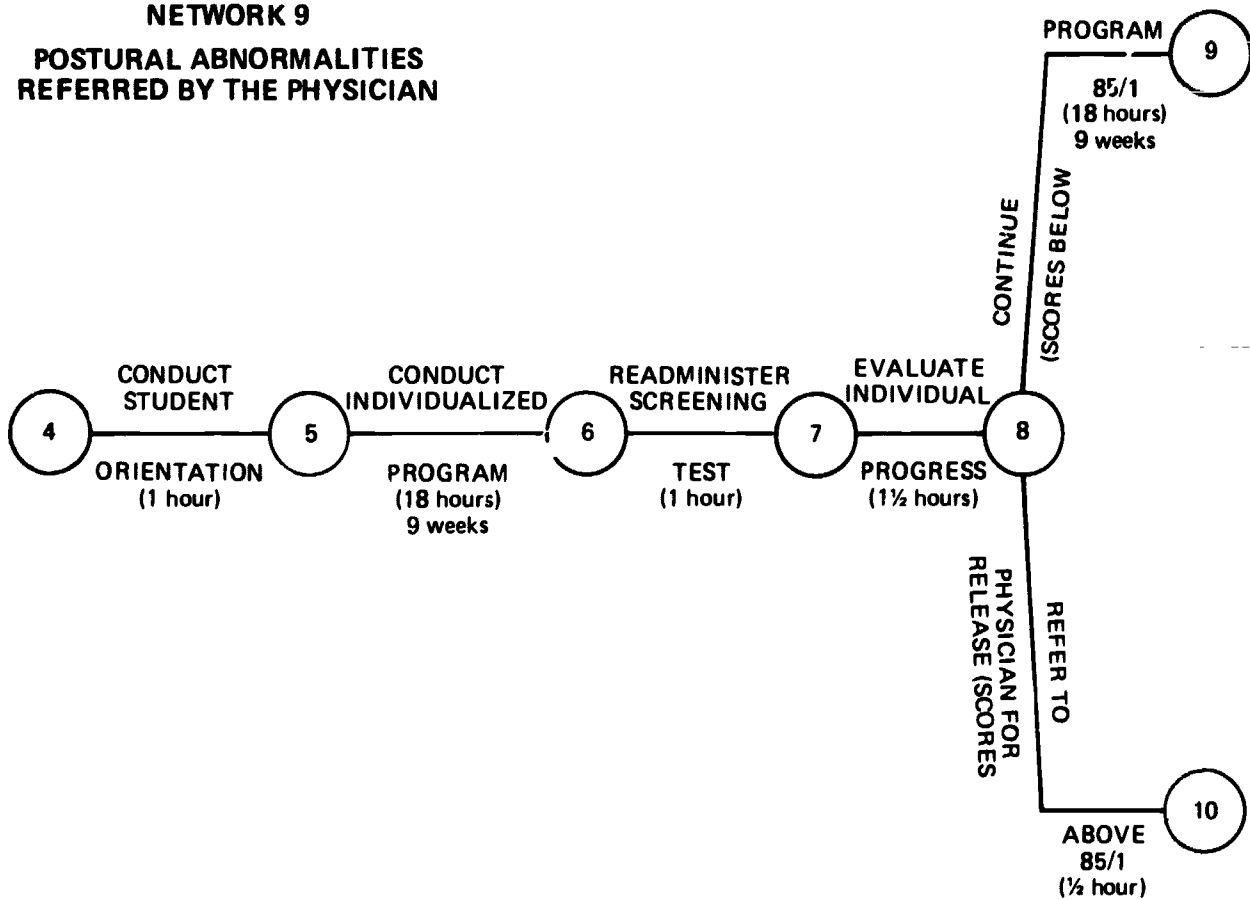 NETWORK 9
POSTURAL ABNORMALITIES
REFERRED BY THE PHYSICIAN
4
CONDUCT
STUDENT
ORIENTATION
(1 hour)
5
CONDUCT
INDIVIDUALIZED
PROGRAM
(18 hours)
9 weeks
6
READMINISTER
SCREENING
TEST
(1 hour)
7
EVALUATE
INDIVIDUAL
PROGRESS
(1½ hours)
8
CONTINUE
PROGRAM
(SCORES BELOW
85/1
(18 hours)
9 weeks
9
REFER TO
PHYSICIAN FOR
RELEASE (SCORES
ABOVE
85/1
(½ hour)
10